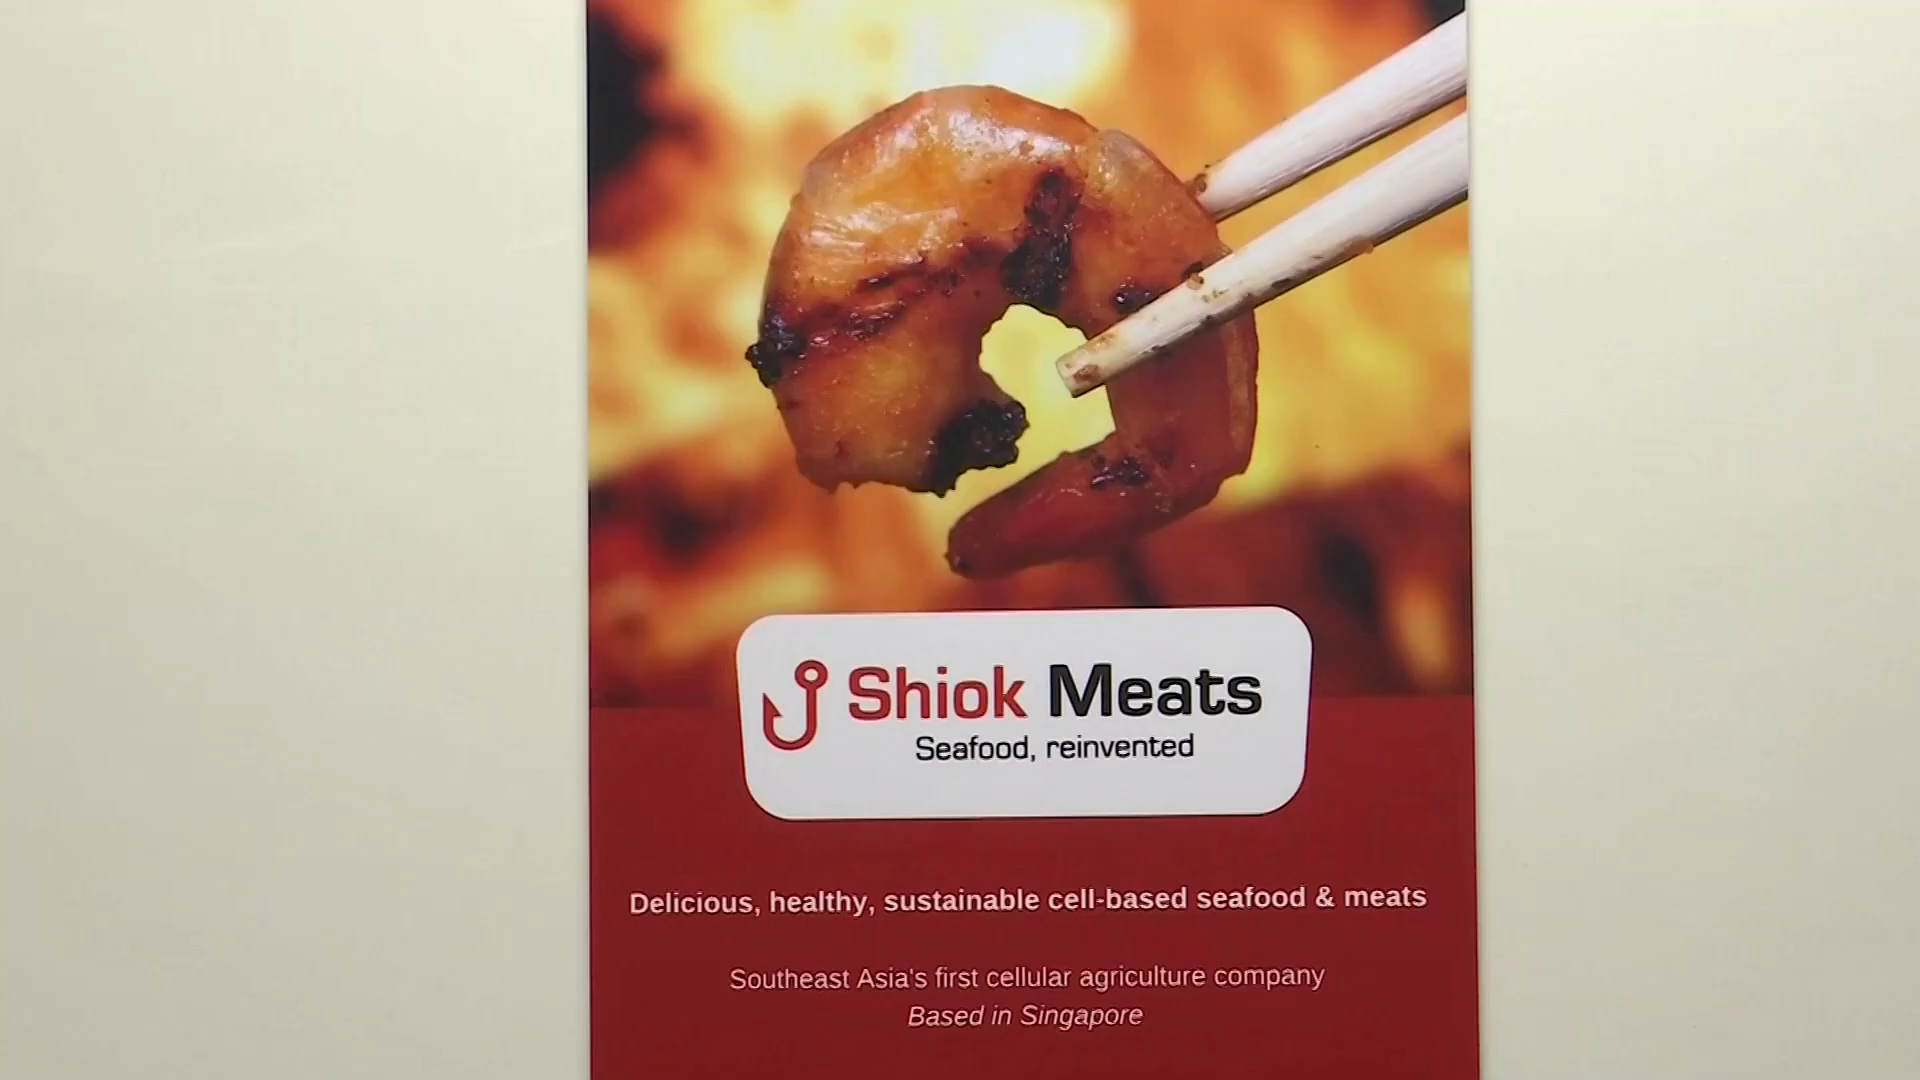 Shiok Meats
Seafood, reinvented
Delicious, healthy, sustainable cell-based seafood & meats
Southeast Asia's first cellular agriculture company
Based in Singapore